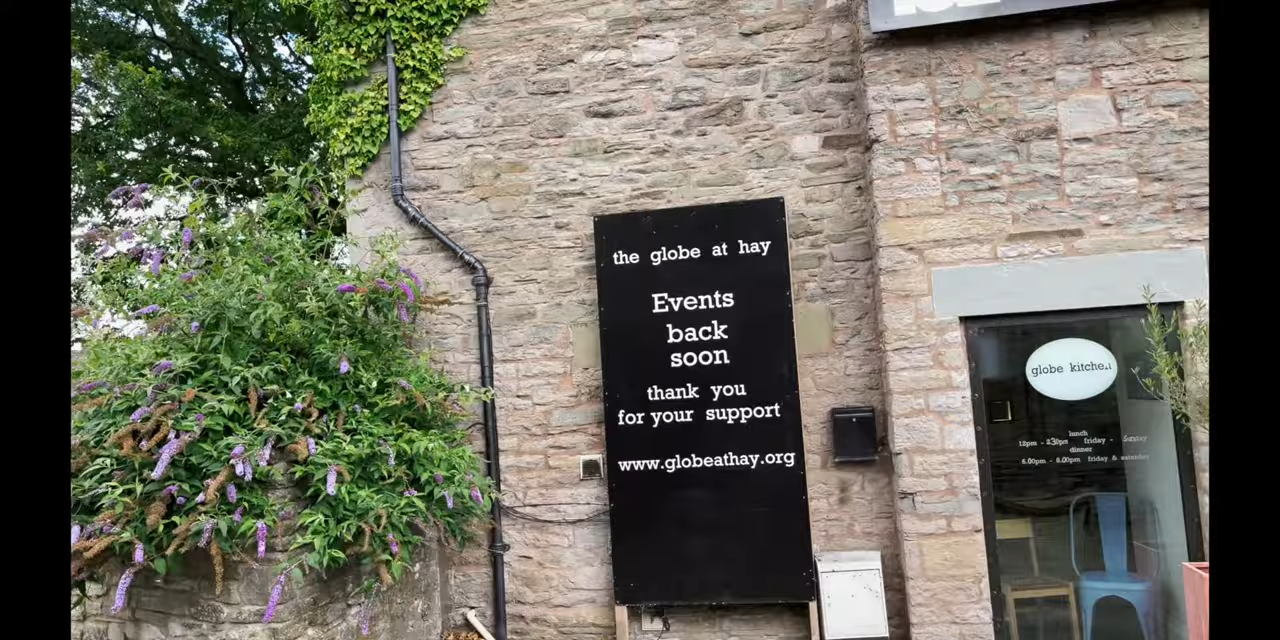 the globe at hay
Events
back
soon
thank you
for your support
www.globeathay.org
globe kitchen
lunch
12pm - 2.30pm friday - Sunday
dinner
6.00pm - 8.00pm friday & saturday